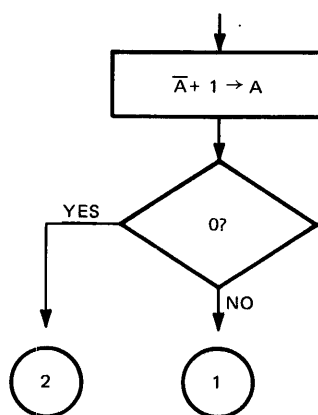 A̅ + 1 → A
0?
YES
NO
2
1